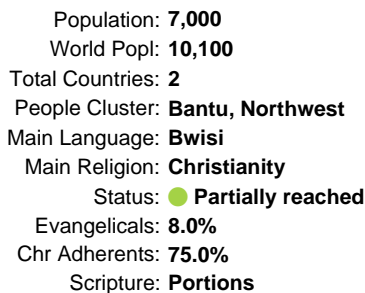 Population: 7,000
World Popl: 10,100
Total Countries: 2
People Cluster: Bantu, Northwest
Main Language: Bwisi
Main Religion: Christianity
Status: Partially reached
Evangelicals: 8.0%
Chr Adherents: 75.0%
Scripture: Portions